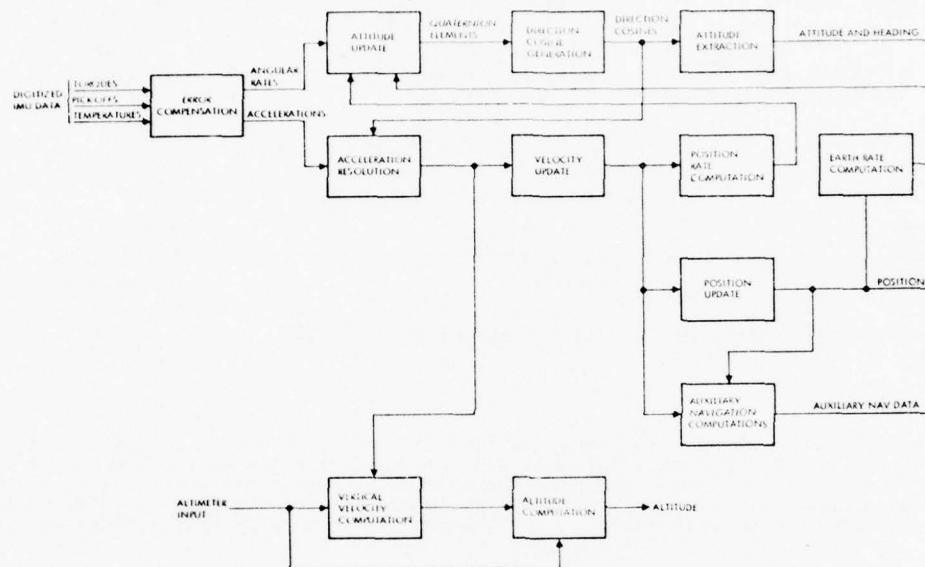 QUATERNION
ELEMENTS
DIRECTION
COSINES
ATTITUDE
UPDATE
DIRECTION
COSINE
GENERATION
ATTITUDE
EXTRACTION
ATTITUDE AND HEADING
ANGULAR
RATES
DIGITIZED
IMU DATA
TORQUES
PICK-OFFS
TEMPERATURES
ERROR
COMPENSATION
ACCELERATIONS
ACCELERATION
RESOLUTION
VELOCITY
UPDATE
POSITION
RATE
COMPUTATION
EARTH RATE
COMPUTATION
POSITION
UPDATE
POSITION
AUXILIARY
NAVIGATION
COMPUTATIONS
AUXILIARY NAV DATA
ALTIMETER
INPUT
VERTICAL
VELOCITY
COMPUTATION
ALTITUDE
COMPUTATION
ALTITUDE